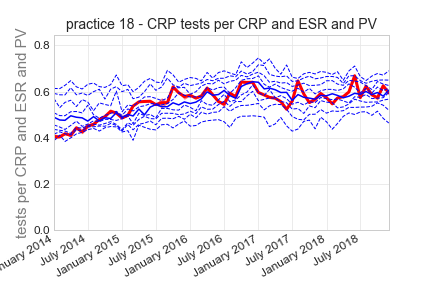 practice 18 - CRP tests per CRP and ESR and PV
tests per CRP and ESR and PV
0.8
0.6
0.4
0.2
0.0
nuary 2014
July 2014
January 2015
July 2015
January 2016
July 2016
January 2017
July 2017
January 2018
July 2018